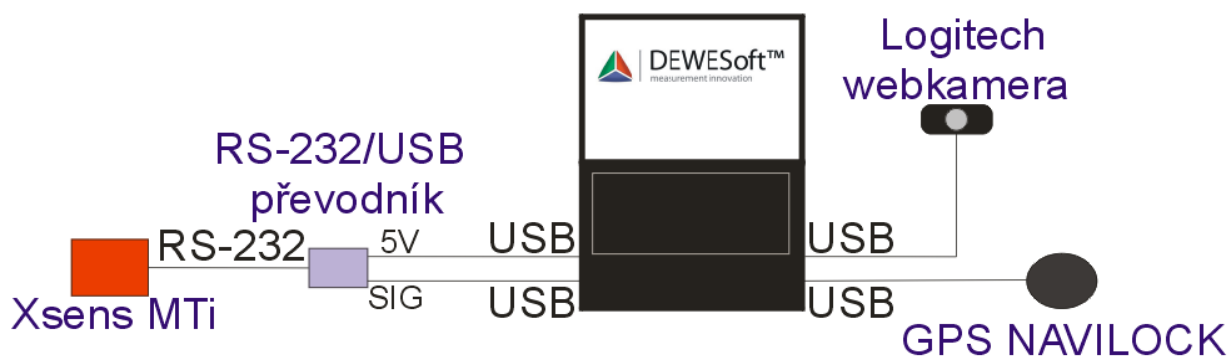 DEWESoft™
measurement innovation
Logitech
webkamera
RS-232/USB
převodník
RS-232
5V
USB
USB
SIG
USB
USB
Xsens MTi
GPS NAVILOCK